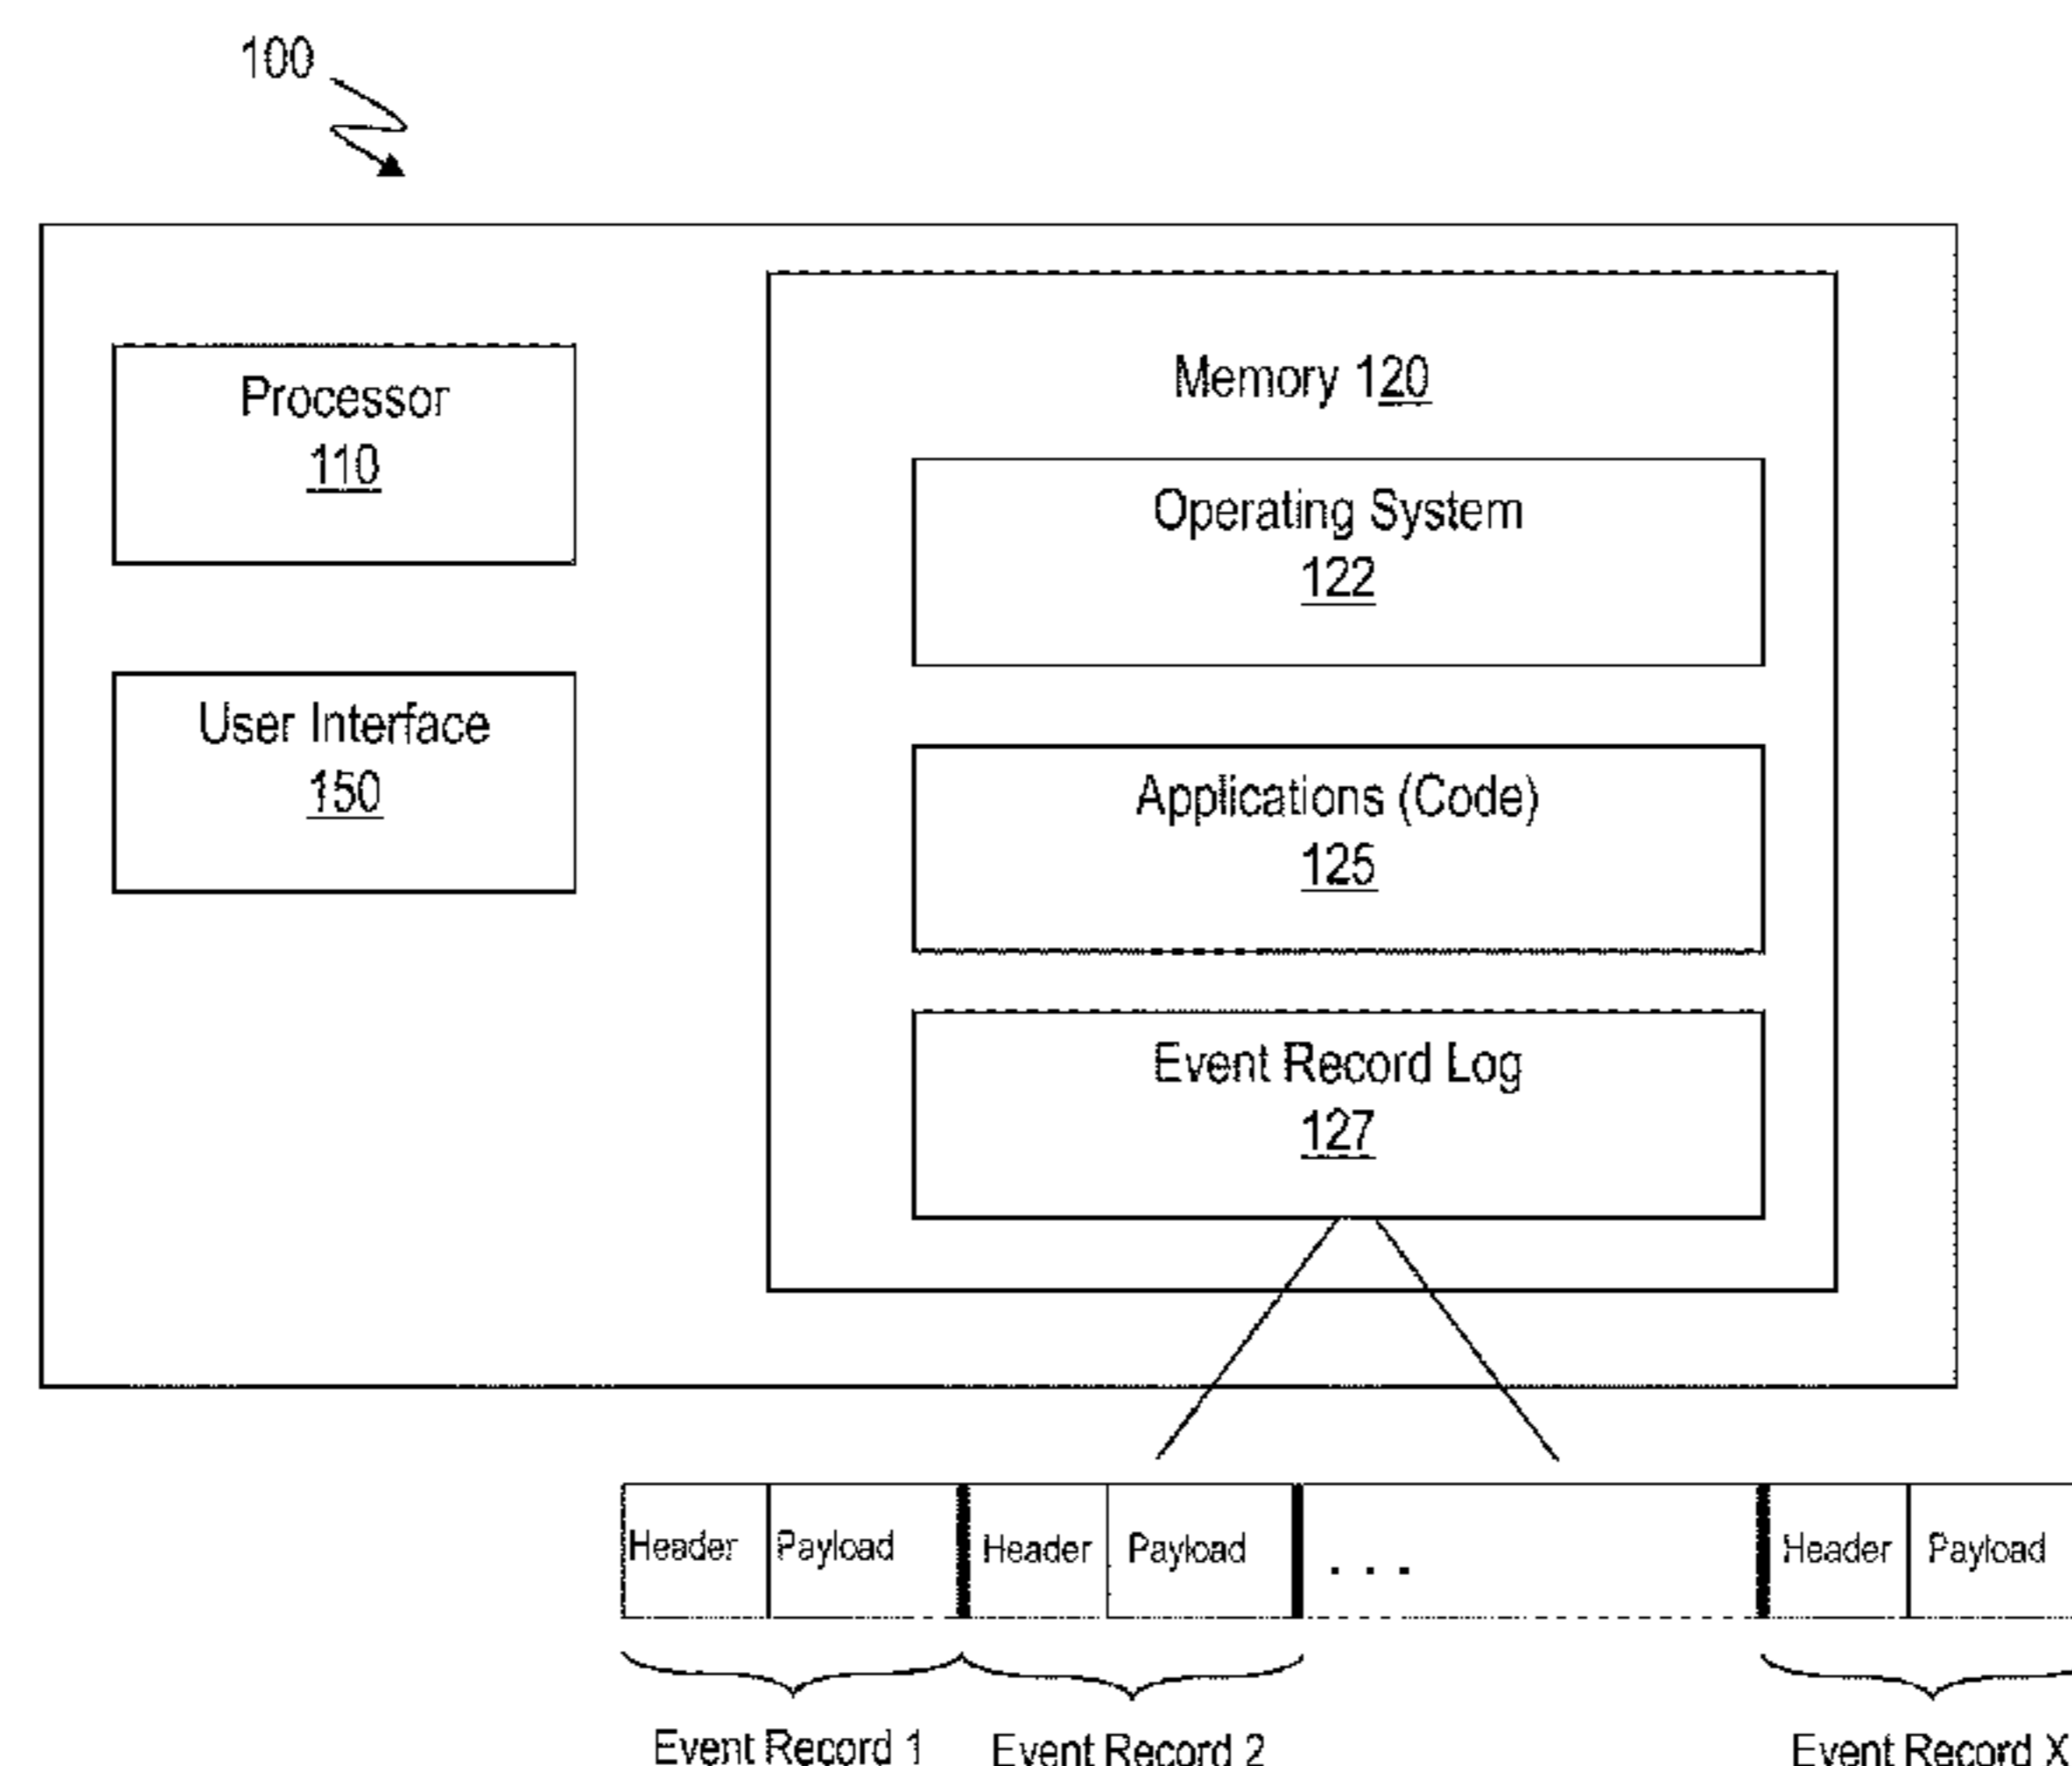 100
Processor
110
User Interface
150
Memory 120
Operating System
122
Applications (Code)
125
Event Record Log
127
Header Payload Header Payload . . . Header Payload
Event Record 1 Event Record 2 Event Record X